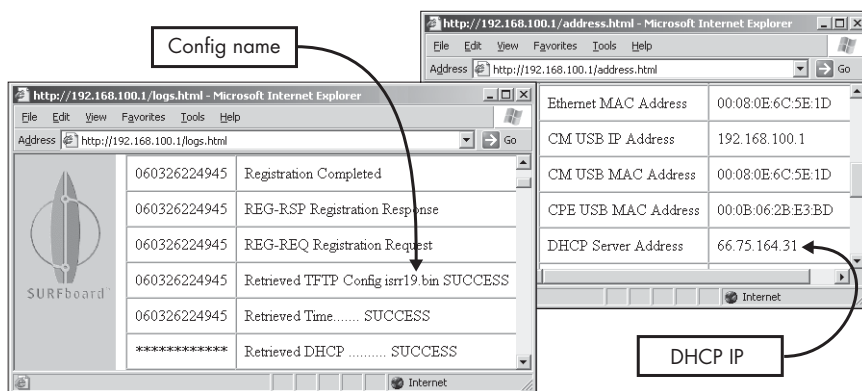 Config name
http://192.168.100.1/address.html - Microsoft Internet Explorer
File Edit View Favorites Tools Help
Address http://192.168.100.1/address.html Go
Ethernet MAC Address 00:08:0E:6C:5E:1D
CM USB IP Address 192.168.100.1
CM USB MAC Address 00:08:0E:6C:5E:1D
CPE USB MAC Address 00:0B:06:2B:E3:BD
DHCP Server Address 66.75.164.31
Internet
DHCP IP
http://192.168.100.1/logs.html - Microsoft Internet Explorer
File Edit View Favorites Tools Help
Address http://192.168.100.1/logs.html Go
SURFboard™
060326224945 Registration Completed
060326224945 REG-RSP Registration Response
060326224945 REG-REQ Registration Request
060326224945 Retrieved TFTP Config isrr19.bin SUCCESS
060326224945 Retrieved Time....... SUCCESS
************ Retrieved DHCP .......... SUCCESS
Internet